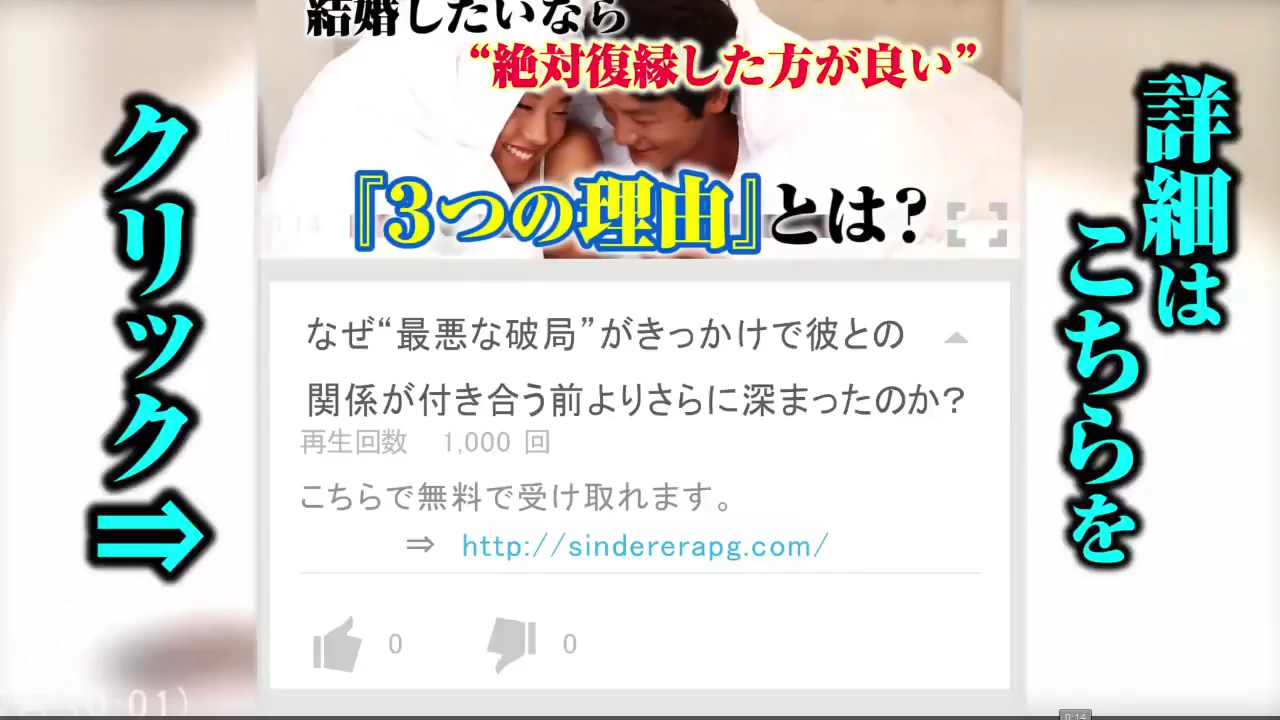 結婚したいなら
“絶対復縁した方が良い”
『3つの理由』とは?
詳細は
こちらを
クリック⇒
なぜ“最悪な破局”がきっかけで彼との
関係が付き合う前よりさらに深まったのか?
再生回数 1,000 回
こちらで無料で受け取れます。
⇒ http://sindererapg.com/
0 0
0:14